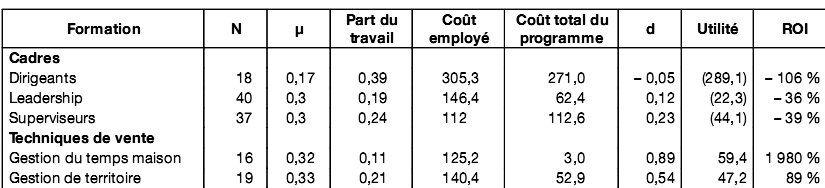 Formation N µ Part du travail Coût employé Coût total du programme d Utilité ROI
Cadres
Dirigeants 18 0,17 0,39 305,3 271,0 – 0,05 (289,1) – 106 %
Leadership 40 0,3 0,19 146,4 62,4 0,12 (22,3) – 36 %
Superviseurs 37 0,3 0,24 112 112,6 0,23 (44,1) – 39 %
Techniques de vente
Gestion du temps maison 16 0,32 0,11 125,2 3,0 0,89 59,4 1 980 %
Gestion de territoire 19 0,33 0,21 140,4 52,9 0,54 47,2 89 %